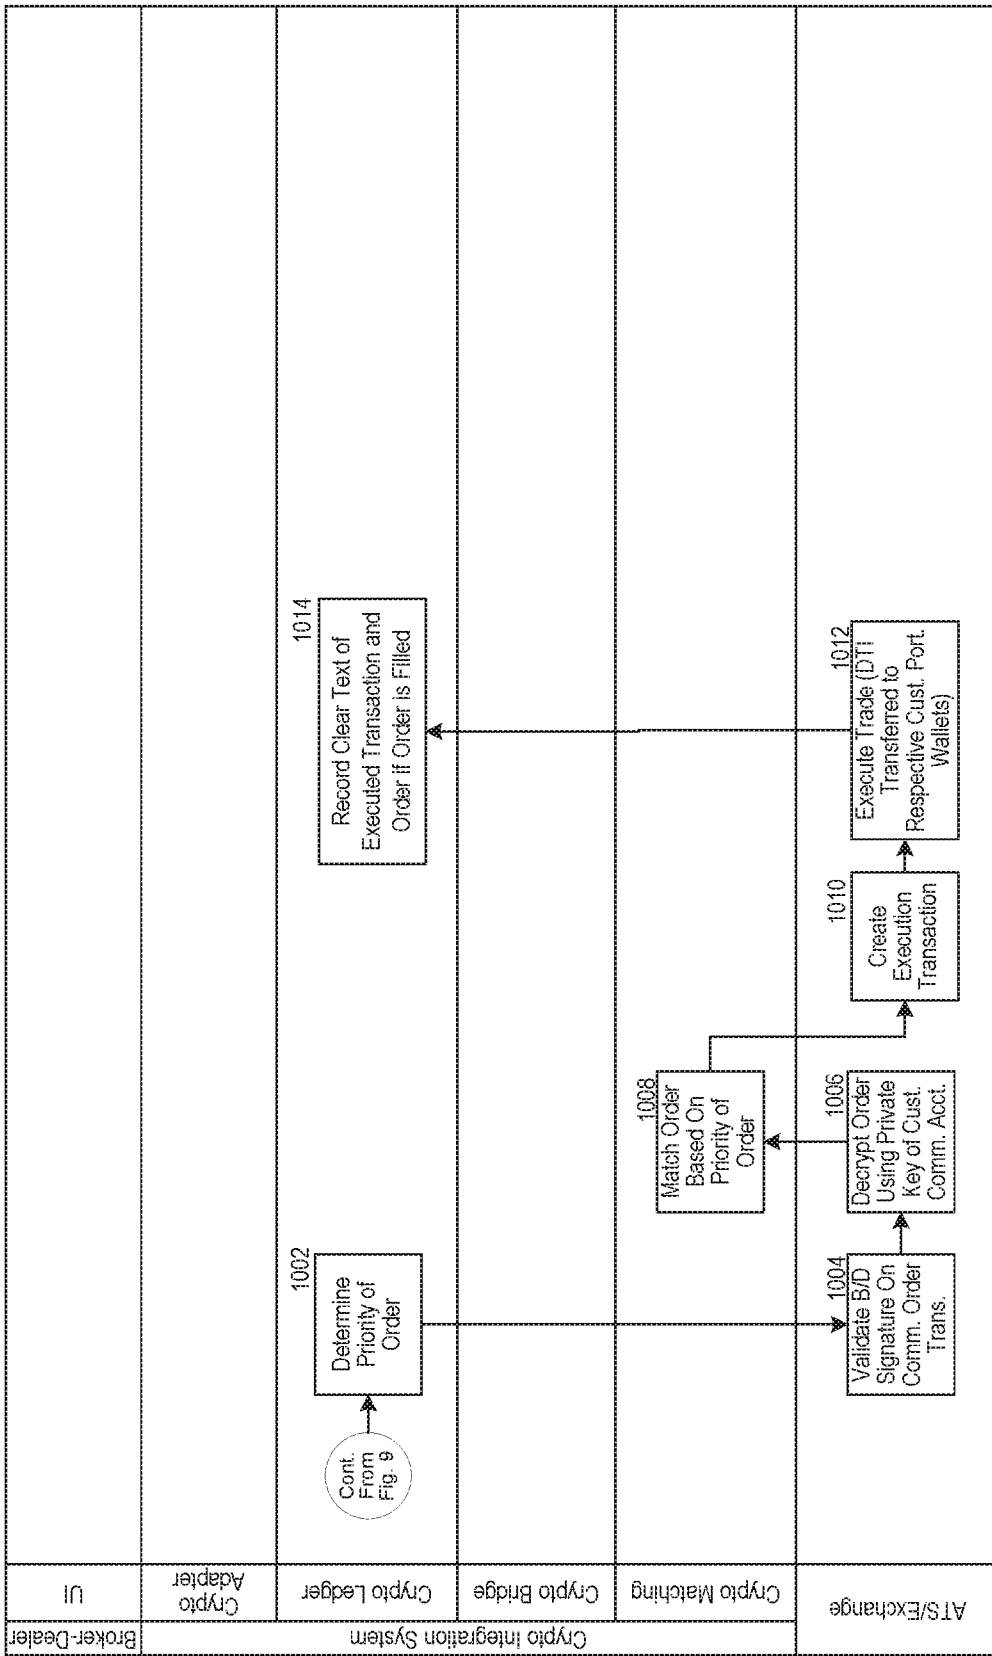 Broker-Dealer
UI
Crypto Integration System
Crypto
Adapter
Crypto Ledger
Crypto Bridge
Crypto Matching
ATS/Exchange
Cont.
From
Fig. 9
1002
Determine
Priority of
Order
1004
Validate B/D
Signature On
Comm. Order
Trans.
1006
Decrypt Order
Using Private
Key of Cust.
Comm. Acct.
1008
Match Order
Based On
Priority of
Order
1010
Create
Execution
Transaction
1012
Execute Trade (DTI
Transferred to
Respective Cust. Port.
Wallets)
1014
Record Clear Text of
Executed Transaction and
Order if Order is Filled